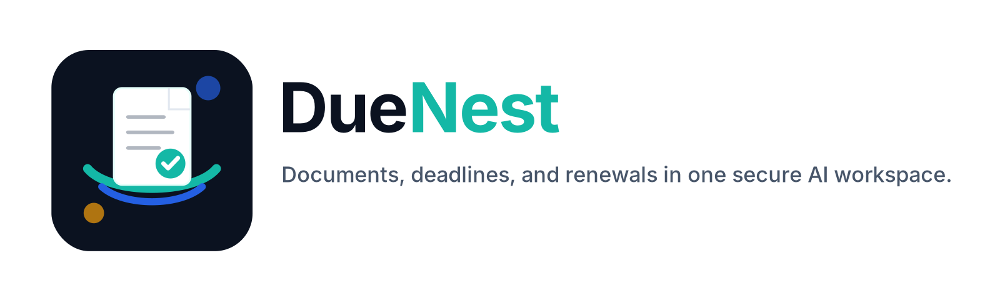 DueNest
Documents, deadlines, and renewals in one secure AI workspace.